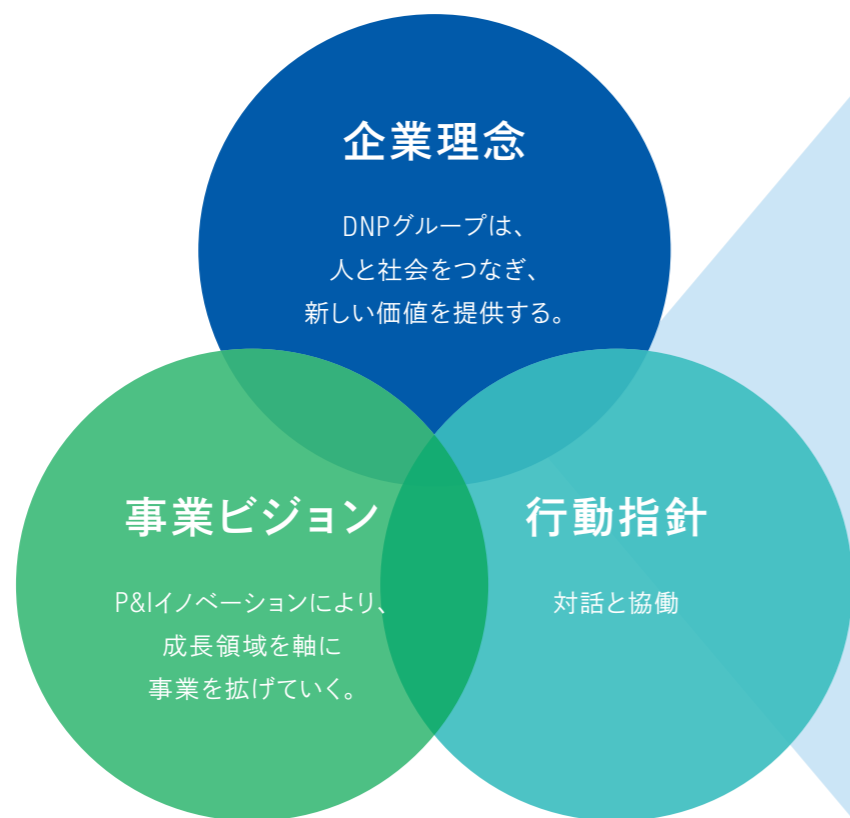 企業理念
DNPグループは、
人と社会をつなぎ、
新しい価値を提供する。
事業ビジョン
P&Iイノベーションにより、
成長領域を軸に
事業を拡げていく。
行動指針
対話と協働